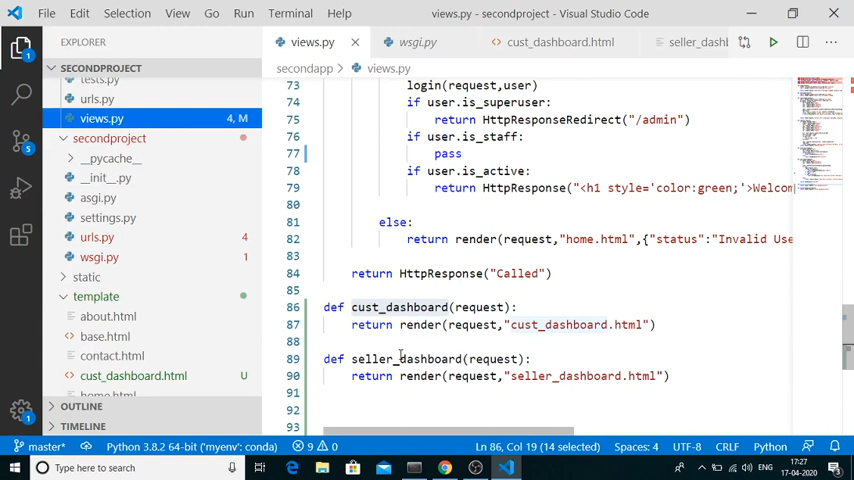 File Edit Selection View Go Run Terminal Help views.py - secondproject - Visual Studio Code
EXPLORER
views.py wsgi.py cust_dashboard.html seller_dashb
SECONDPROJECT
secondapp > views.py
tests.py
urls.py
views.py 4, M
secondproject
__pycache__
__init__.py
asgi.py
settings.py
urls.py 4
wsgi.py 1
static
template
about.html
base.html
contact.html
cust_dashboard.html U
home.html
OUTLINE
TIMELINE
73 login(request,user)
74 if user.is_superuser:
75 return HttpResponseRedirect("/admin")
76 if user.is_staff:
77 pass
78 if user.is_active:
79 return HttpResponse("<h1 style='color:green;'>Welcom
80
81 else:
82 return render(request,"home.html",{"status":"Invalid Use
83
84 return HttpResponse("Called")
85
86 def cust_dashboard(request):
87 return render(request,"cust_dashboard.html")
88
89 def seller_dashboard(request):
90 return render(request,"seller_dashboard.html")
91
92
93
1
5
1
master* Python 3.8.2 64-bit ('myenv': conda) 9 0 Ln 86, Col 19 (14 selected) Spaces: 4 UTF-8 CRLF Python
Type here to search
ENG
17:27
17-04-2020
3